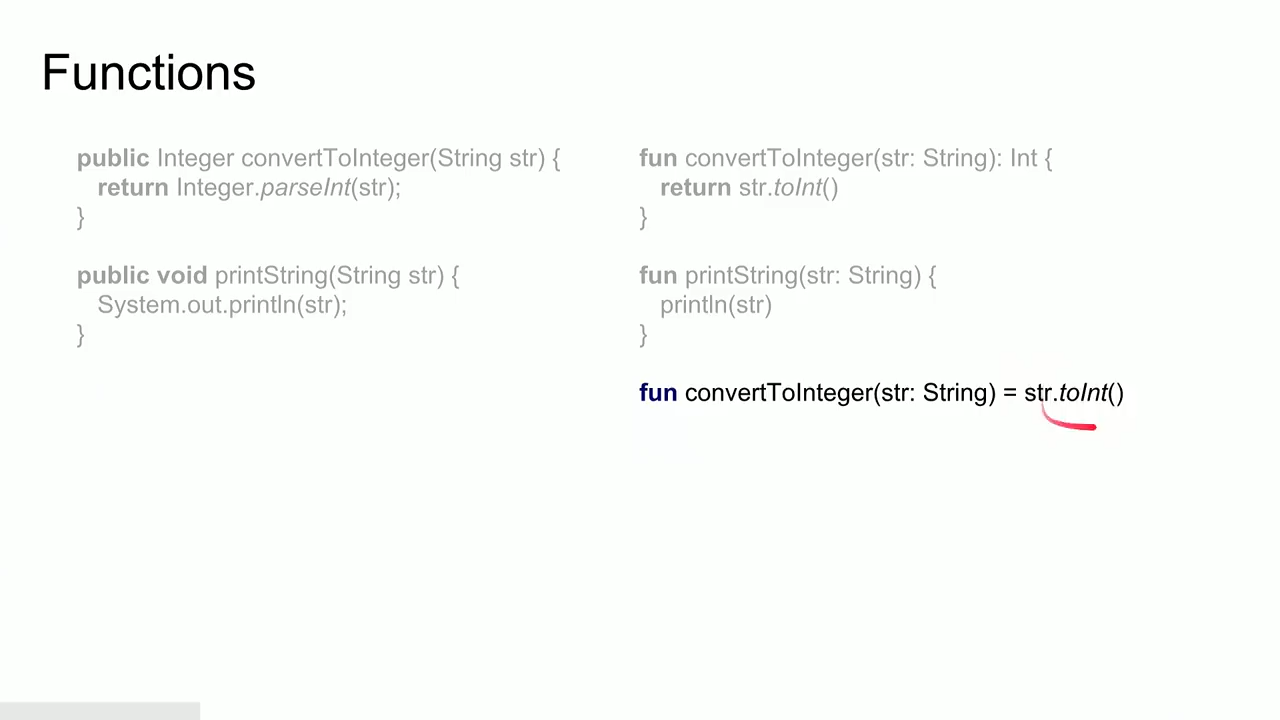 Functions
public Integer convertToInteger(String str) {
return Integer.parseInt(str);
}
public void printString(String str) {
System.out.println(str);
}
fun convertToInteger(str: String): Int {
return str.toInt()
}
fun printString(str: String) {
println(str)
}
fun convertToInteger(str: String) = str.toInt()